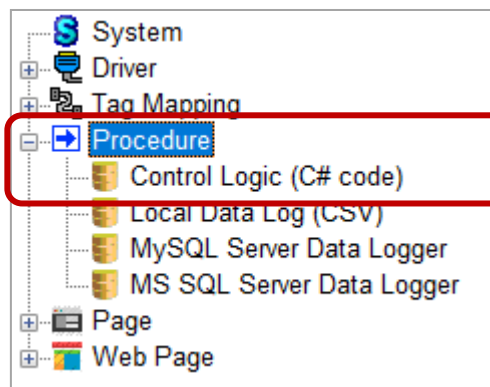 System
Driver
Tag Mapping
Procedure
Control Logic (C# code)
Local Data Log (CSV)
MySQL Server Data Logger
MS SQL Server Data Logger
Page
Web Page